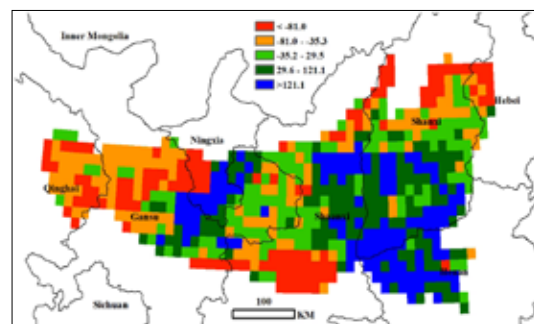 Inner Mongolia
< -81.0
-81.0 - -35.3
-35.2 - 29.5
29.6 - 121.1
>121.1
Hebei
Shanxi
Ningxia
Qinghai
Gansu
Shaanxi
Sichuan
100
KM